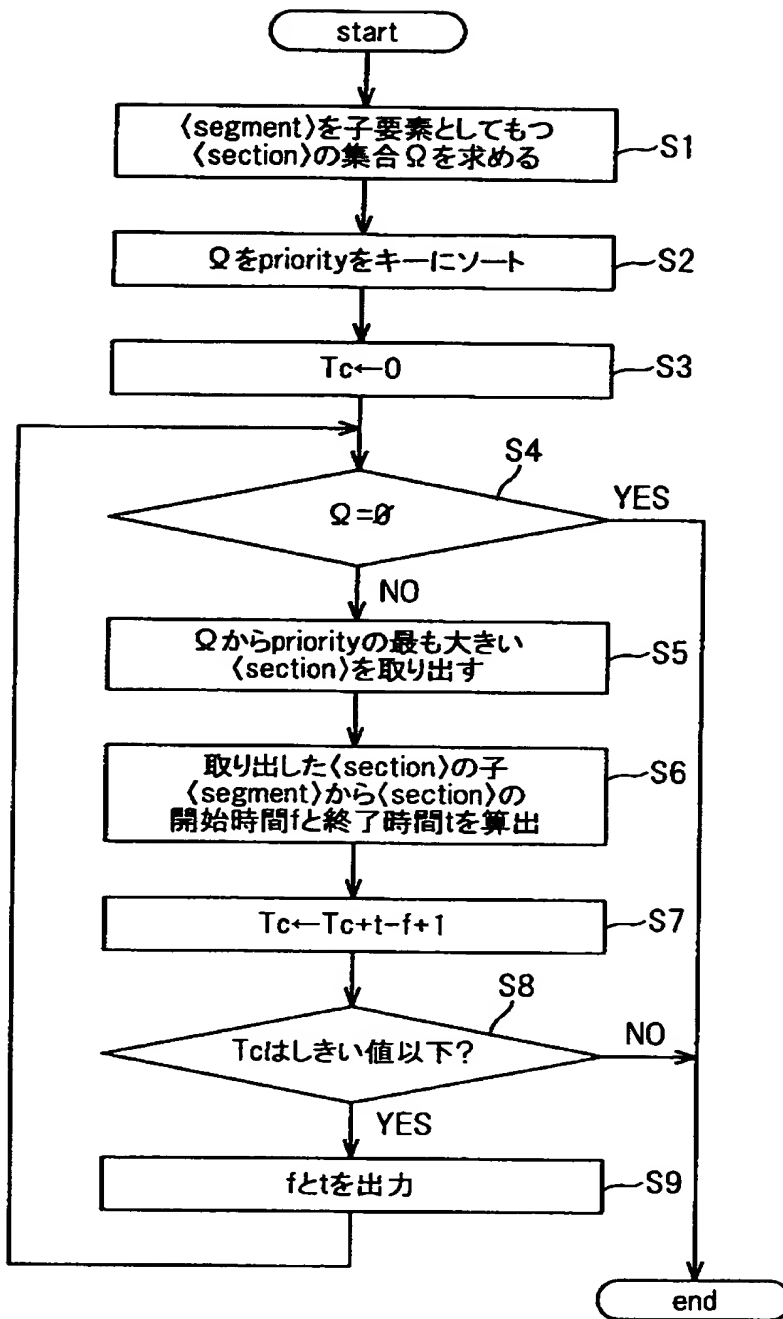 start
〈segment〉を子要素としてもつ
〈section〉の集合Ωを求める
S1
Ωをpriorityをキーにソート
S2
Tc←0
S3
S4
Ω=∅
YES
NO
Ωからpriorityの最も大きい
〈section〉を取り出す
S5
取り出した〈section〉の子
〈segment〉から〈section〉の
開始時間fと終了時間tを算出
S6
Tc←Tc+t-f+1
S7
S8
Tcはしきい値以下?
NO
YES
fとtを出力
S9
end